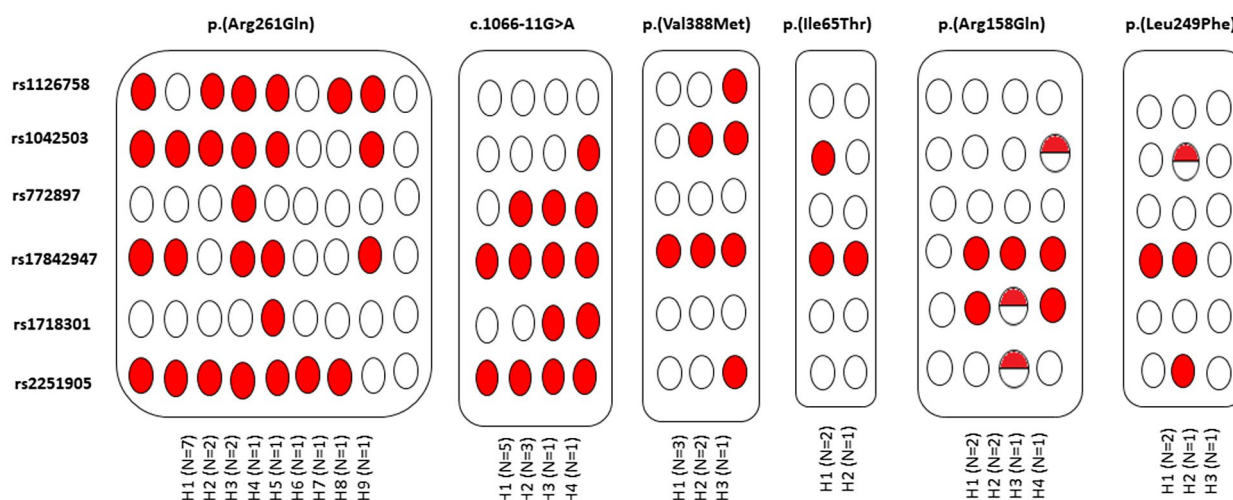 p.(Arg261Gln) c.1066-11G>A p.(Val388Met) p.(Ile65Thr) p.(Arg158Gln) p.(Leu249Phe)
rs1126758
rs1042503
rs772897
rs17842947
rs1718301
rs2251905
H1 (N=7)
H2 (N=2)
H3 (N=2)
H4 (N=1)
H5 (N=1)
H6 (N=1)
H7 (N=1)
H8 (N=1)
H9 (N=1)
H1 (N=5)
H2 (N=3)
H3 (N=1)
H4 (N=1)
H1 (N=3)
H2 (N=2)
H3 (N=1)
H1 (N=2)
H2 (N=1)
H1 (N=2)
H2 (N=2)
H3 (N=1)
H4 (N=1)
H1 (N=2)
H2 (N=1)
H3 (N=1)